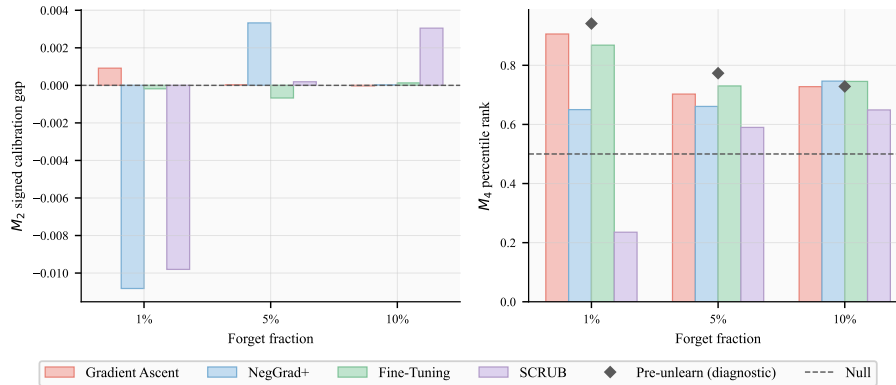 0.004
0.002
0.000
−0.002
−0.004
−0.006
−0.008
−0.010
M₂ signed calibration gap
1% 5% 10%
Forget fraction
0.8
0.6
0.4
0.2
0.0
M₄ percentile rank
1% 5% 10%
Forget fraction
Gradient Ascent NegGrad+ Fine-Tuning SCRUB Pre-unlearn (diagnostic) Null